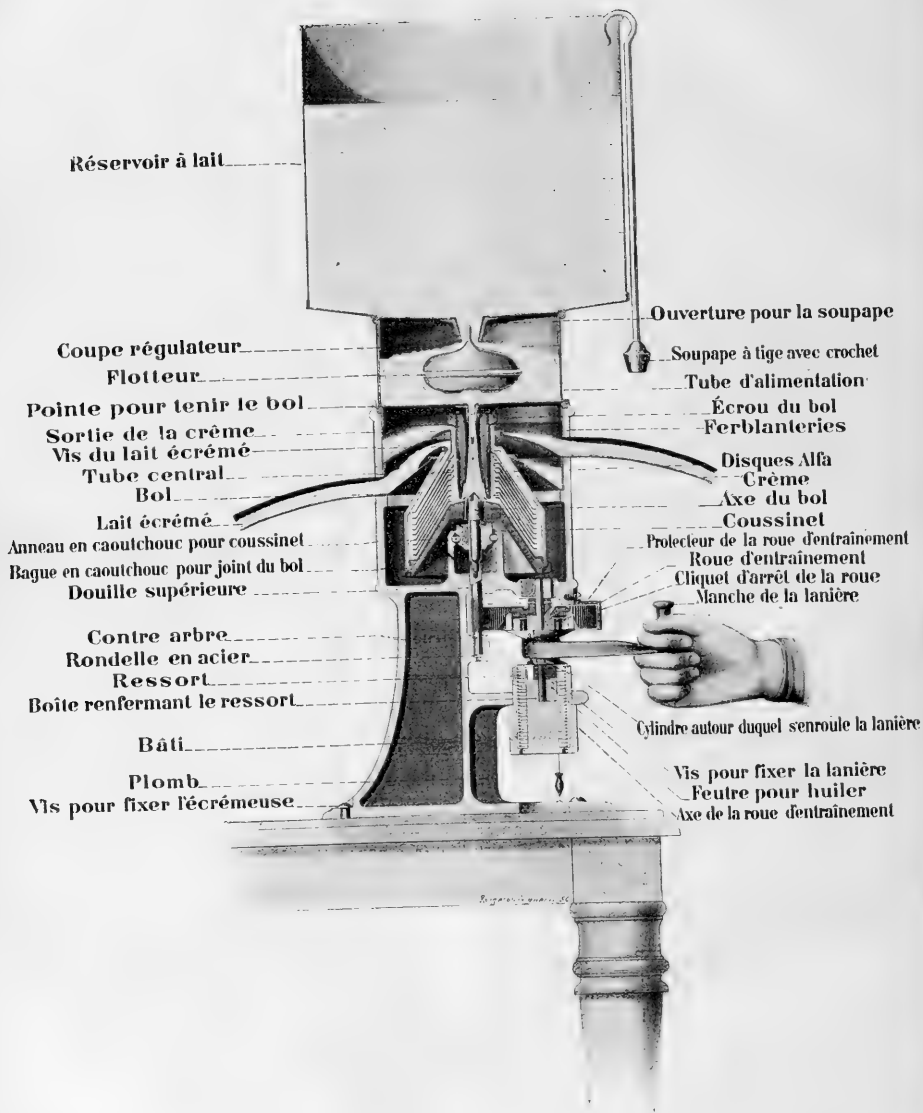 Réservoir à lait
Coupe régulateur
Flotteur
Pointe pour tenir le bol
Sortie de la crême
Vis du lait écrémé
Tube central
Bol
Lait écrémé
Anneau en caoutchouc pour coussinet
Bague en caoutchouc pour joint du bol
Douille supérieure
Contre arbre
Rondelle en acier
Ressort
Boîte renfermant le ressort
Bâti
Plomb
Vis pour fixer l'écrémeuse
Ouverture pour la soupape
Soupape à tige avec crochet
Tube d'alimentation
Écrou du bol
Ferblanteries
Disques Alfa
Crême
Axe du bol
Coussinet
Protecteur de la roue d'entraînement
Roue d'entraînement
Cliquet d'arrêt de la roue
Manche de la lanière
Cylindre autour duquel s'enroule la lanière
Vis pour fixer la lanière
Feutre pour huiler
Axe de la roue d'entraînement